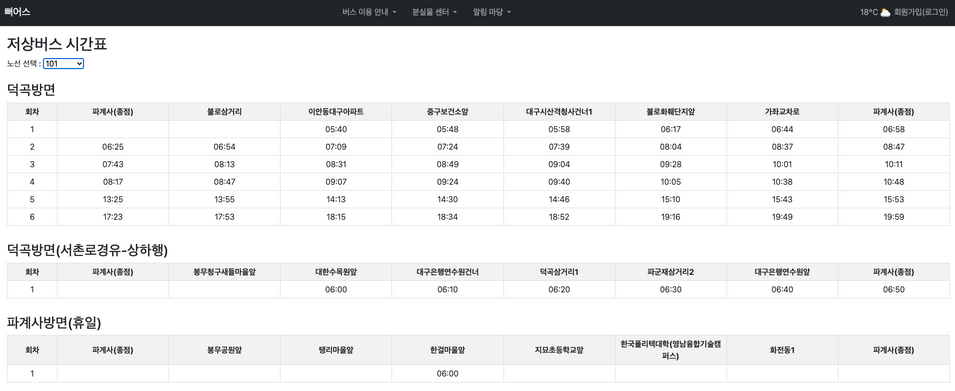 뻐어스 버스 이용 안내 분실물 센터 알림 마당 18°C 회원가입(로그인)
저상버스 시간표
노선 선택 : 101
덕곡방면
회차 파계사(종점) 불로삼거리 이안동대구아파트 중구보건소앞 대구시산격청사건너1 불로화훼단지앞 가좌교차로 파계사(종점)
1 05:40 05:48 05:58 06:17 06:44 06:58
2 06:25 06:54 07:09 07:24 07:39 08:04 08:37 08:47
3 07:43 08:13 08:31 08:49 09:04 09:28 10:01 10:11
4 08:17 08:47 09:07 09:24 09:40 10:05 10:38 10:48
5 13:25 13:55 14:13 14:30 14:46 15:10 15:43 15:53
6 17:23 17:53 18:15 18:34 18:52 19:16 19:49 19:59
덕곡방면(서촌로경유-상하행)
회차 파계사(종점) 봉무청구새들마을앞 대한수목원앞 대구은행연수원건너 덕곡삼거리1 파군재삼거리2 대구은행연수원앞 파계사(종점)
1 06:00 06:10 06:20 06:30 06:40 06:50
파계사방면(휴일)
회차 파계사(종점) 봉무공원앞 탱리마을앞 한걸마을앞 지묘초등학교앞 한국폴리텍대학(영남융합기술캠
퍼스) 화전동1 파계사(종점)
1 06:00